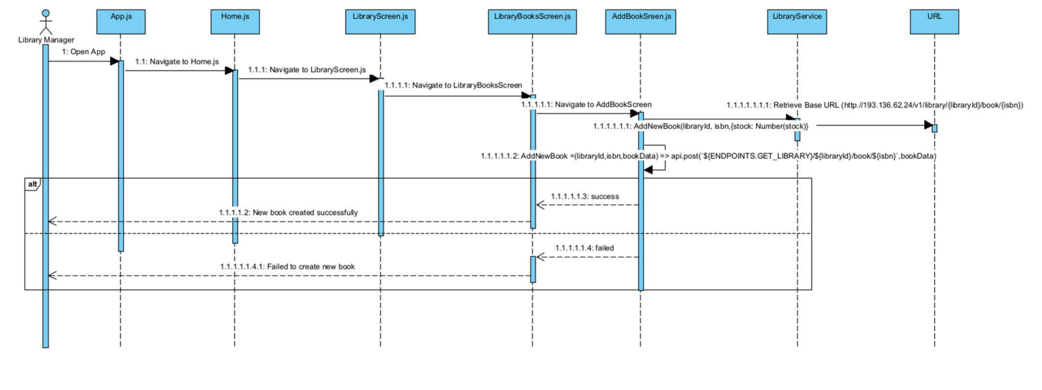 App.js
Home.js
LibraryScreen.js
LibraryBooksScreen.js
AddBookSreen.js
LibraryService
URL
Library Manager
1: Open App
1.1: Navigate to Home.js
1.1.1: Navigate to LibraryScreen.js
1.1.1.1: Navigate to LibraryBooksScreen
1.1.1.1.1: Navigate to AddBookScreen
1.1.1.1.1.1.1: Retrieve Base URL (http.//193.136.62.24/v1/library/{libraryId}/book/{isbn})
1.1.1.1.1.1: AddNewBook(libraryId, isbn,{stock: Number(stock)}
1.1.1.1.1.2: AddNewBook =(libraryId,isbn,bookData) => api.post(`${ENDPOINTS.GET_LIBRARY}/${libraryId}/book/${isbn}`,bookData)
alt
1.1.1.1.1.3: success
1.1.1.1.2: New book created successfully
1.1.1.1.1.4: failed
1.1.1.1.1.4.1: Failed to create new book